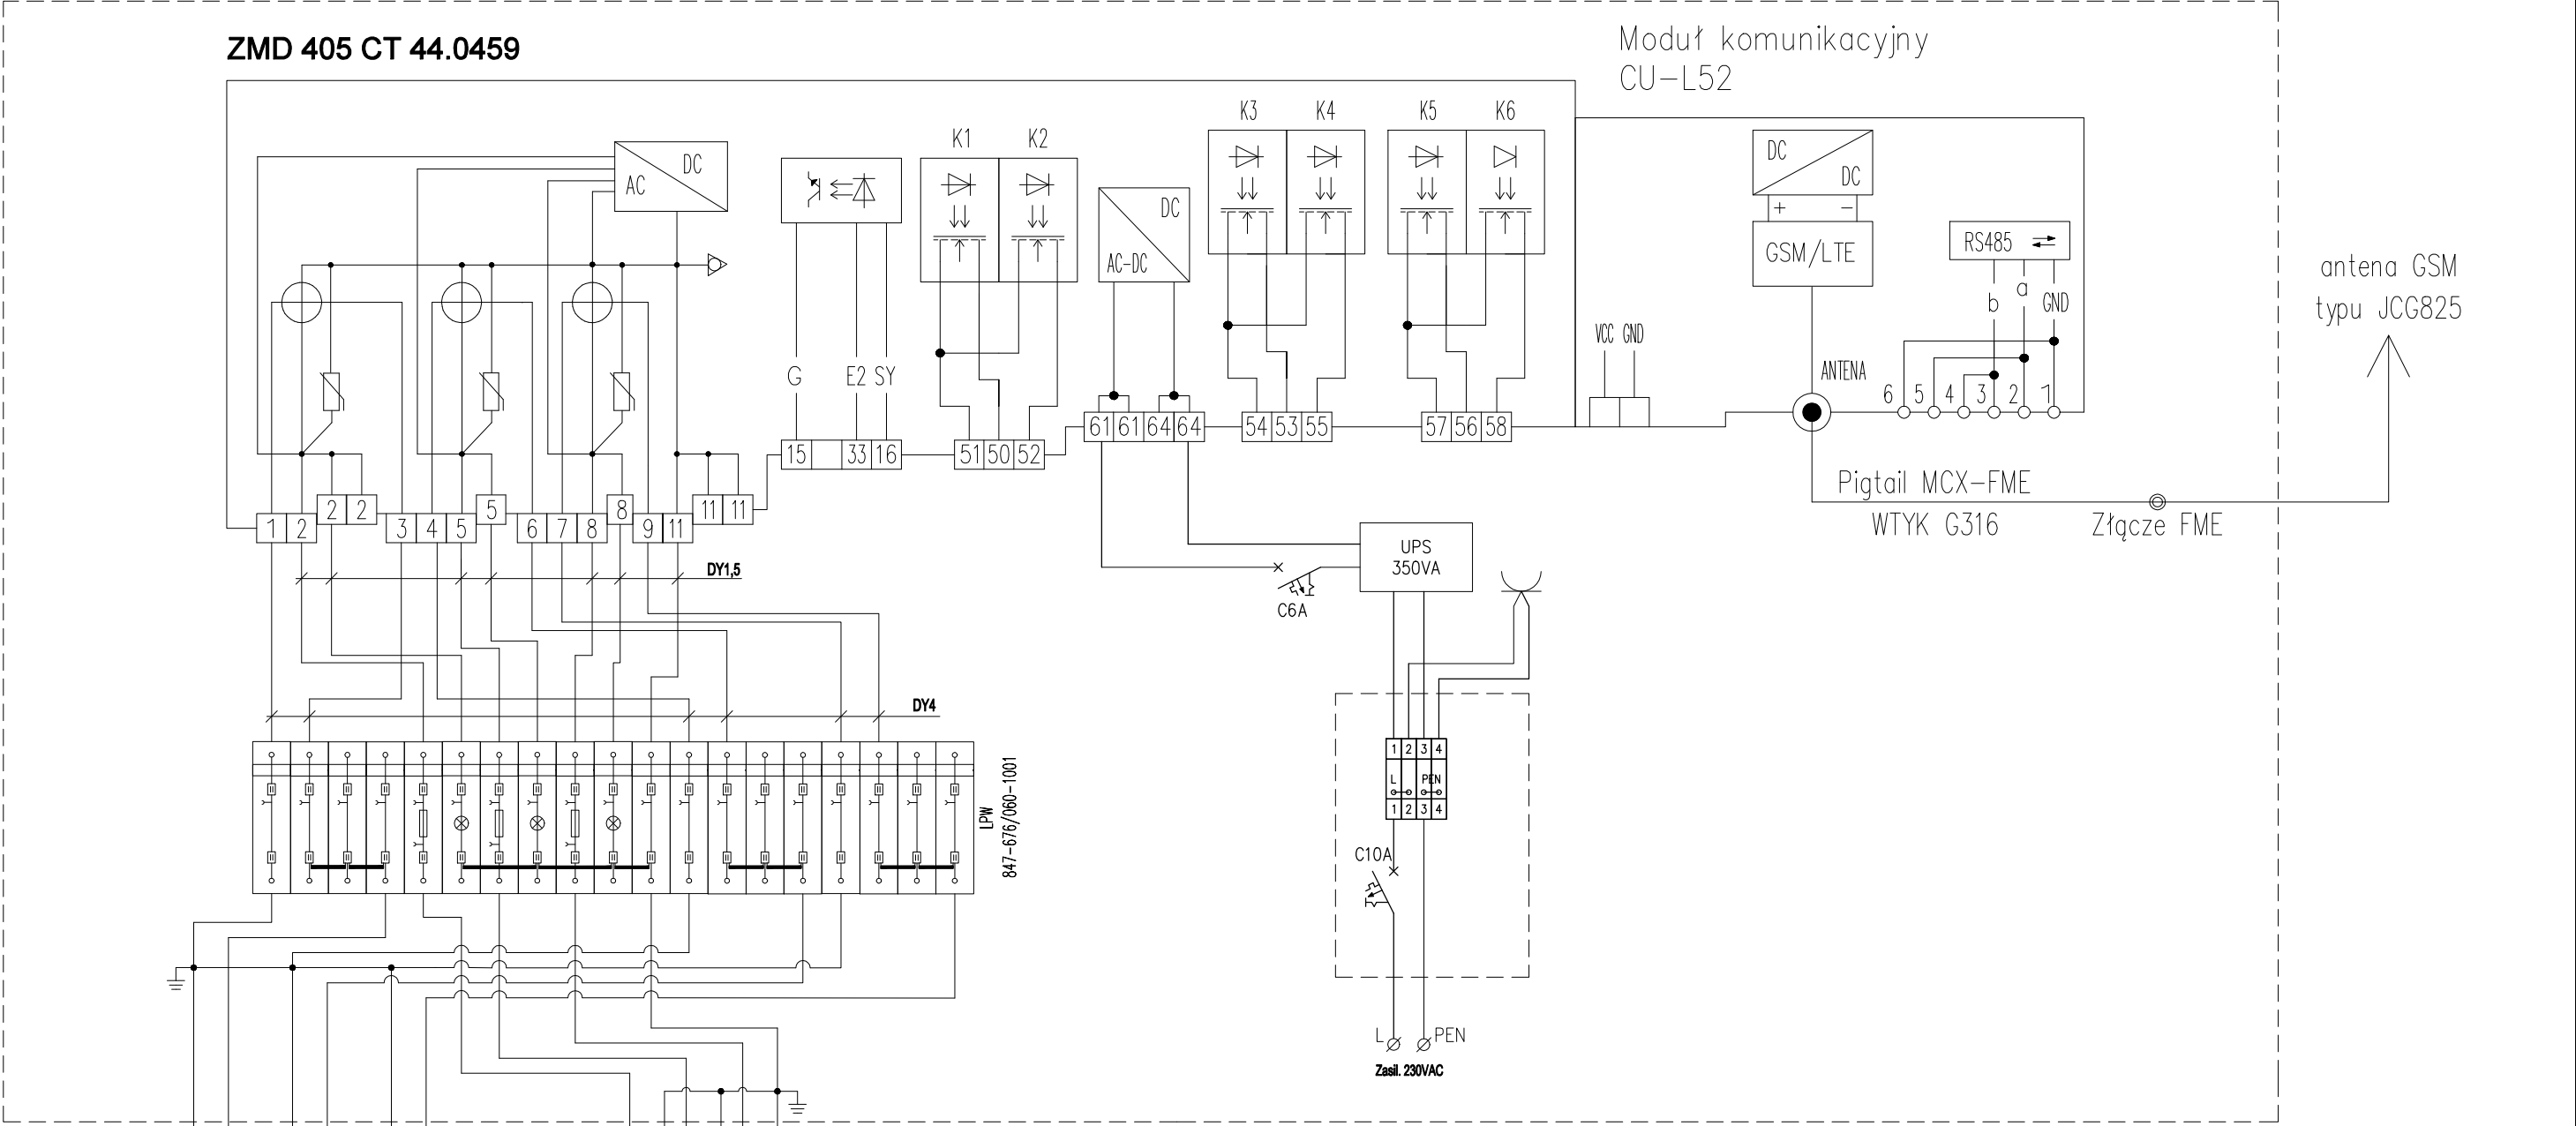 ZMD 405 CT 44.0459
Moduł komunikacyjny
CU-L52
K1 K2 K3 K4 K5 K6
DC
AC
DC
AC-DC
DC
DC
+ -
GSM/LTE
RS485
b a GND
antena GSM
typu JCG825
G E2 SY
VCC GND
ANTENA
6 5 4 3 2 1
15 33 16
51 50 52
61 61 64 64
54 53 55
57 56 58
1 2 2 2 3 4 5 5 6 7 8 8 9 11 11 11
Pigtail MCX-FME
WTYK G316
Złącze FME
DY1,5
UPS
350VA
C6A
DY4
LPW
847-676/060-1001
1 2 3 4
L PEN
1 2 3 4
C10A
L PEN
Zasil. 230VAC